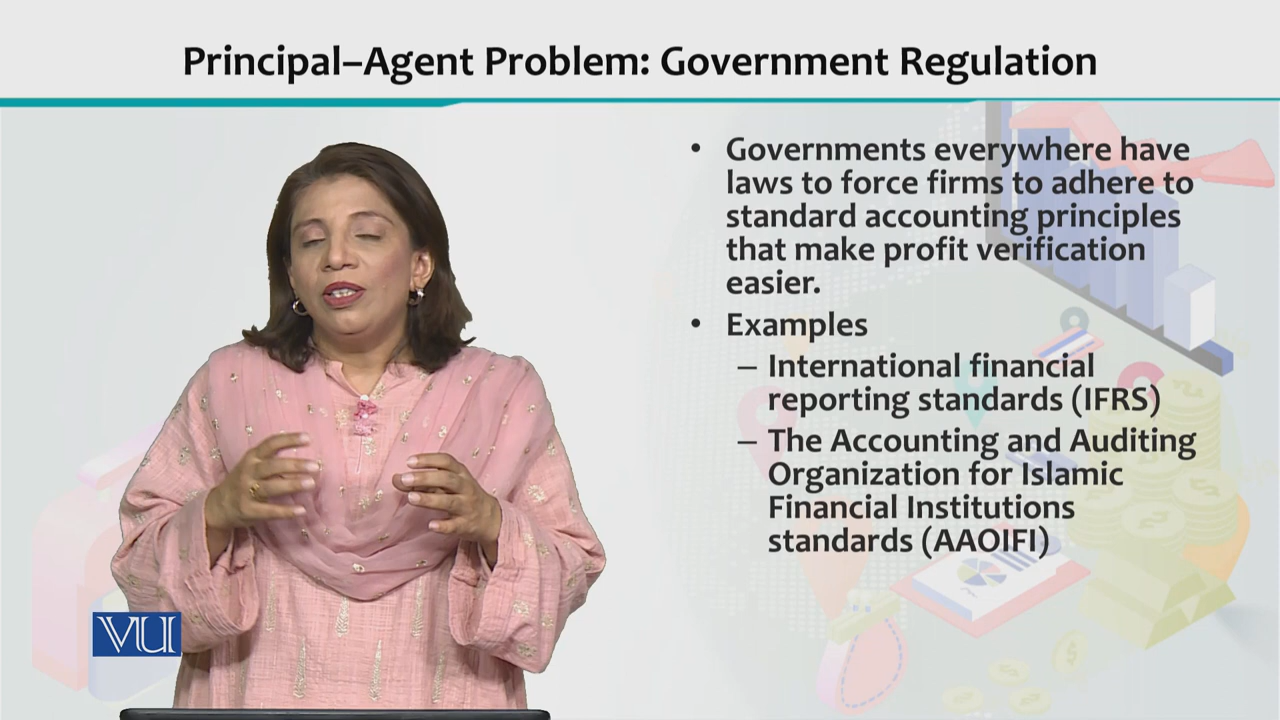 Principal–Agent Problem: Government Regulation
• Governments everywhere have
laws to force firms to adhere to
standard accounting principles
that make profit verification
easier.
• Examples
– International financial
reporting standards (IFRS)
– The Accounting and Auditing
Organization for Islamic
Financial Institutions
standards (AAOIFI)
VU